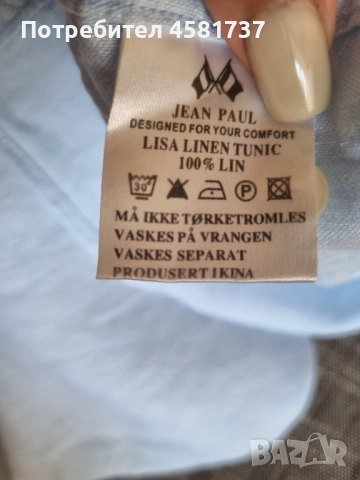 Потребител 4581737
JEAN PAUL
DESIGNED FOR YOUR COMFORT
LISA LINEN TUNIC
100% LIN
30°
P
MÅ IKKE TØRKETROMLES
VASKES PÅ VRANGEN
VASKES SEPARAT
PRODUSERT I KINA
BAZAR